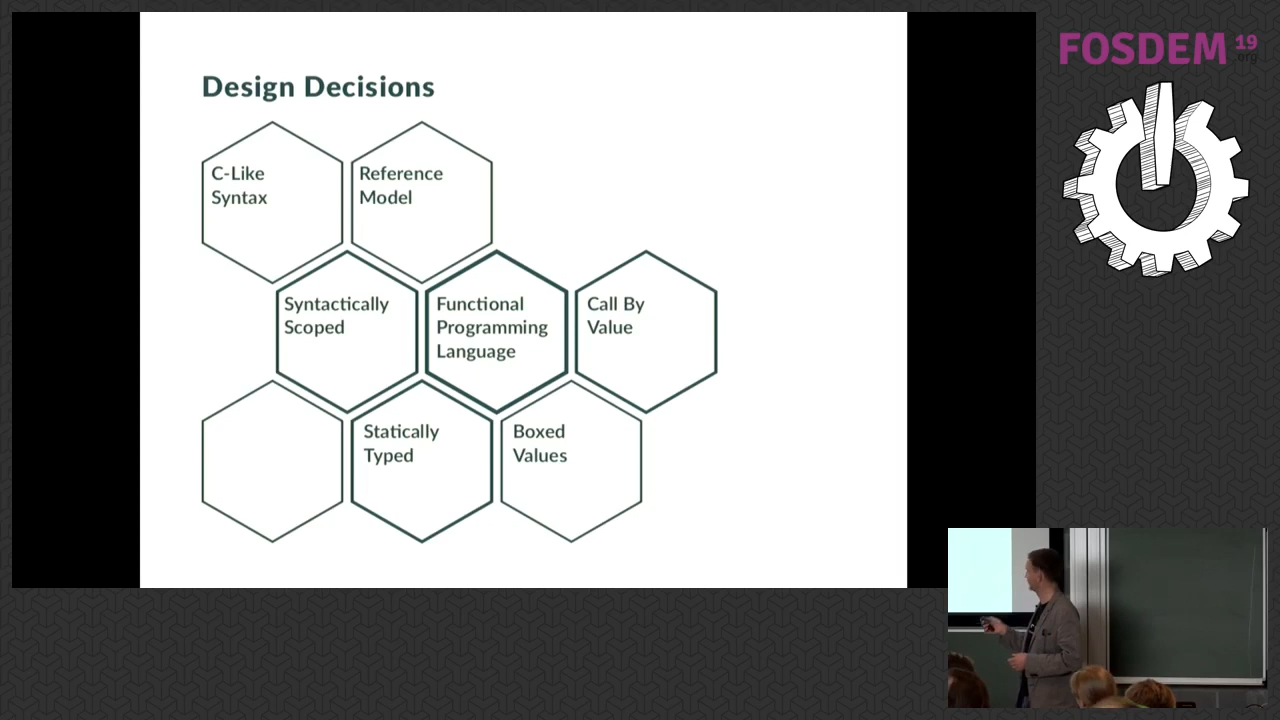 Design Decisions
C-Like
Syntax
Reference
Model
Syntactically
Scoped
Functional
Programming
Language
Call By
Value
Statically
Typed
Boxed
Values
FOSDEM 19
.org